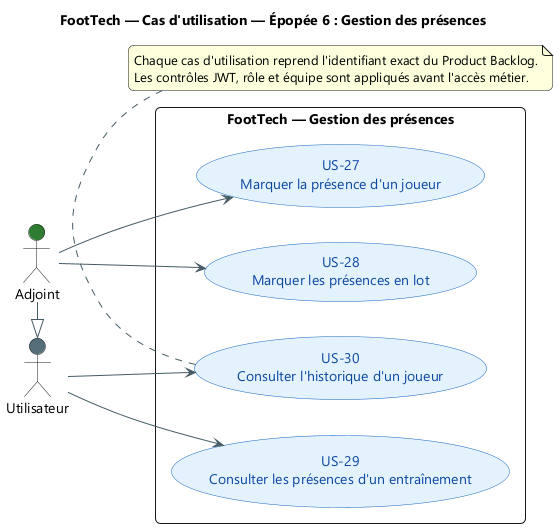 FootTech — Cas d'utilisation — Épopée 6 : Gestion des présences
Chaque cas d'utilisation reprend l'identifiant exact du Product Backlog.
Les contrôles JWT, rôle et équipe sont appliqués avant l'accès métier.
FootTech — Gestion des présences
US-27
Marquer la présence d'un joueur
US-28
Marquer les présences en lot
Adjoint
US-30
Consulter l'historique d'un joueur
Utilisateur
US-29
Consulter les présences d'un entraînement